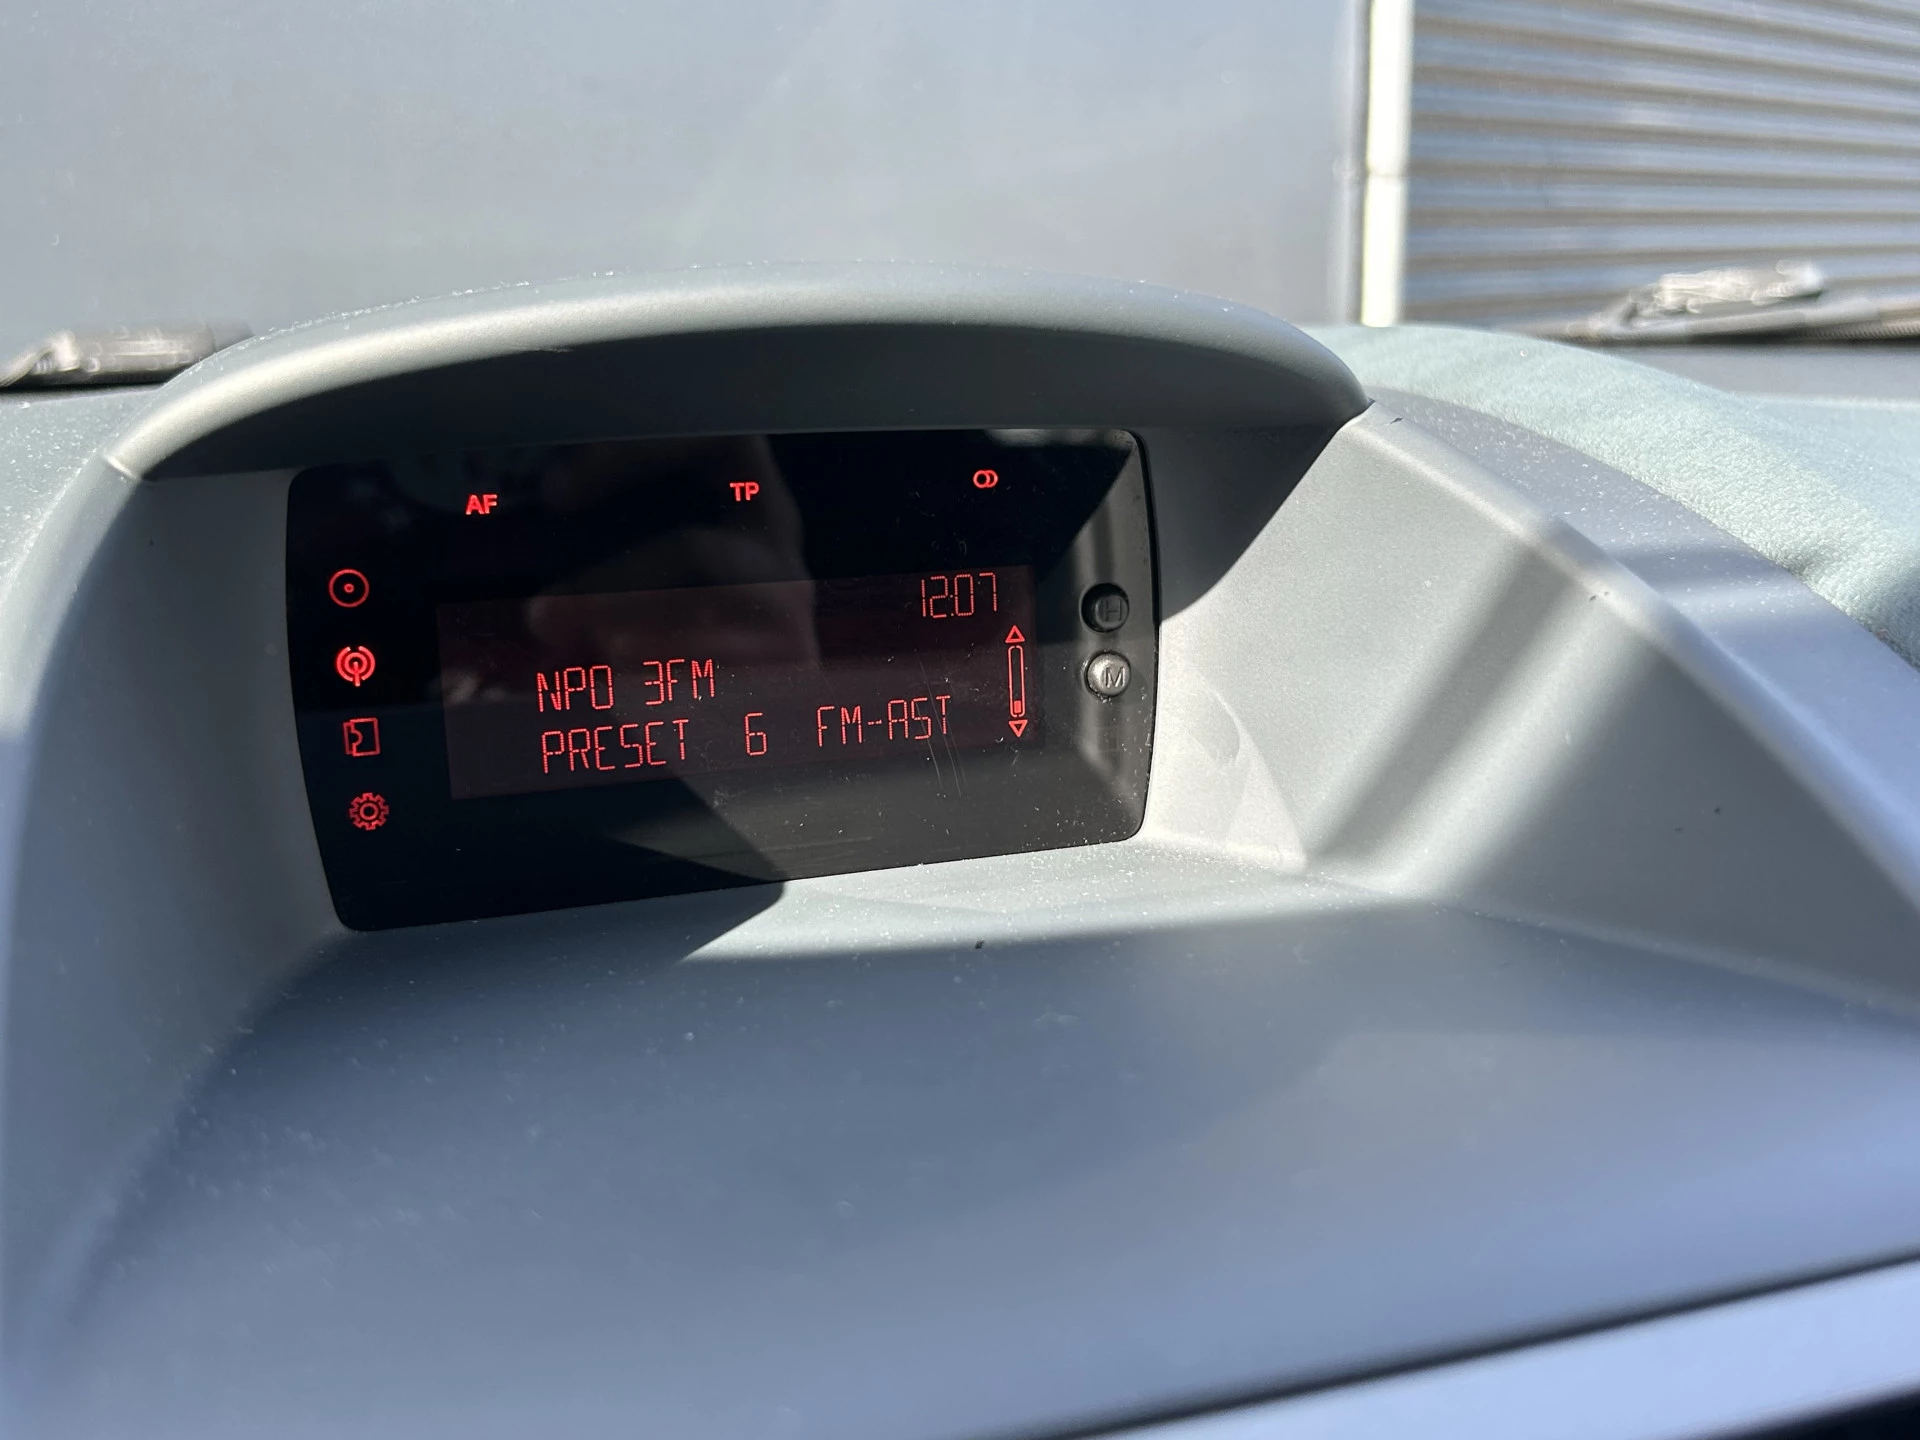 AF TP
12:07
H
NPO 3FM
M
PRESET 6 FM-AST